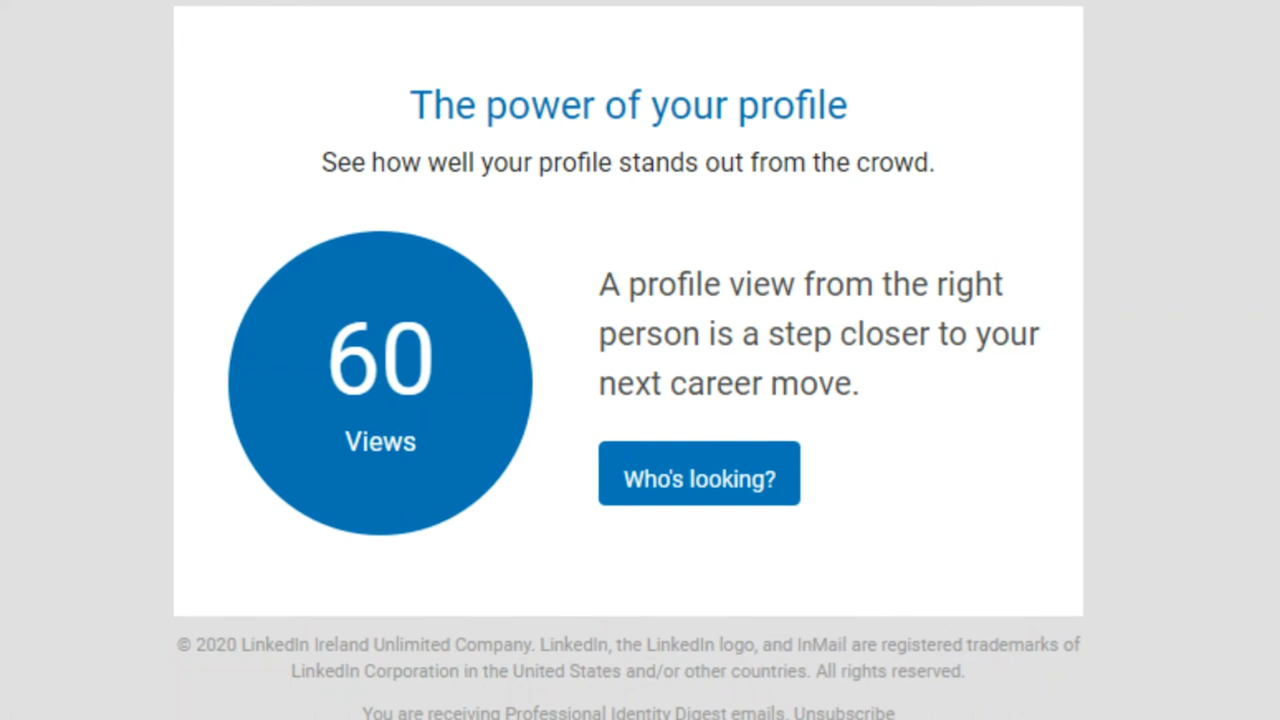 The power of your profile
See how well your profile stands out from the crowd.
60
Views
A profile view from the right
person is a step closer to your
next career move.
Who's looking?
© 2020 LinkedIn Ireland Unlimited Company. LinkedIn, the LinkedIn logo, and InMail are registered trademarks of
LinkedIn Corporation in the United States and/or other countries. All rights reserved.
You are receiving Professional Identity Digest emails. Unsubscribe